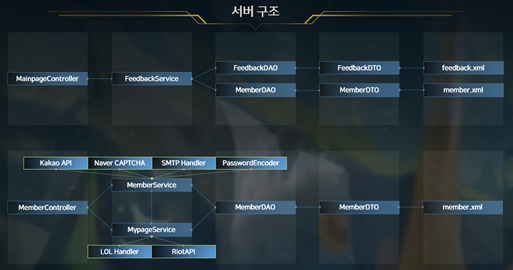 서버 구조
FeedbackDAO FeedbackDTO feedback.xml
MainpageController FeedbackService
MemberDAO MemberDTO member.xml
Kakao API Naver CAPTCHA SMTP Handler PasswordEncoder
MemberService
MemberController MemberDAO MemberDTO member.xml
MypageService
LOL Handler RiotAPI